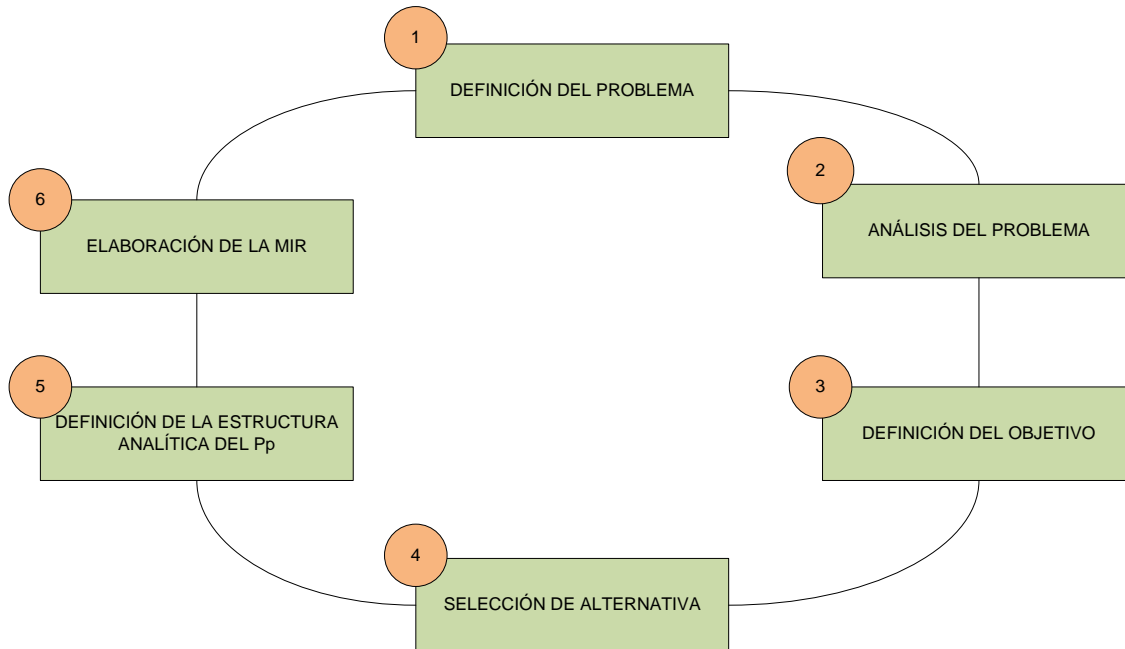 1
DEFINICIÓN DEL PROBLEMA
2
ANÁLISIS DEL PROBLEMA
3
DEFINICIÓN DEL OBJETIVO
4
SELECCIÓN DE ALTERNATIVA
5
DEFINICIÓN DE LA ESTRUCTURA
ANALÍTICA DEL Pp
6
ELABORACIÓN DE LA MIR